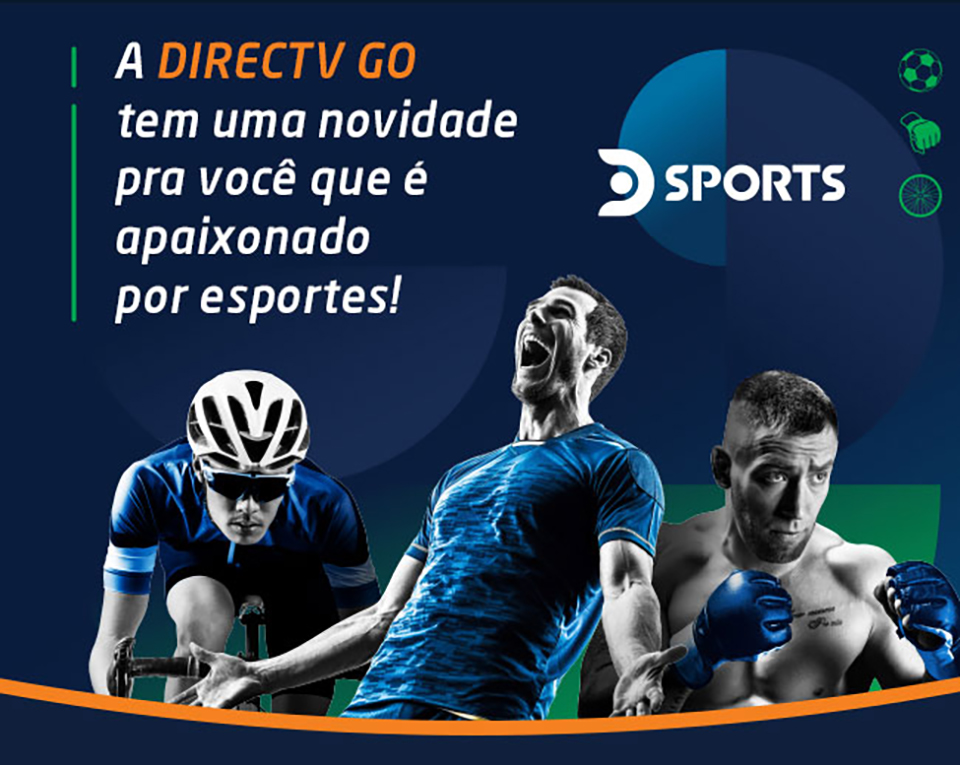 A DIRECTV GO
tem uma novidade
pra você que é
apaixonado
por esportes!
SPORTS